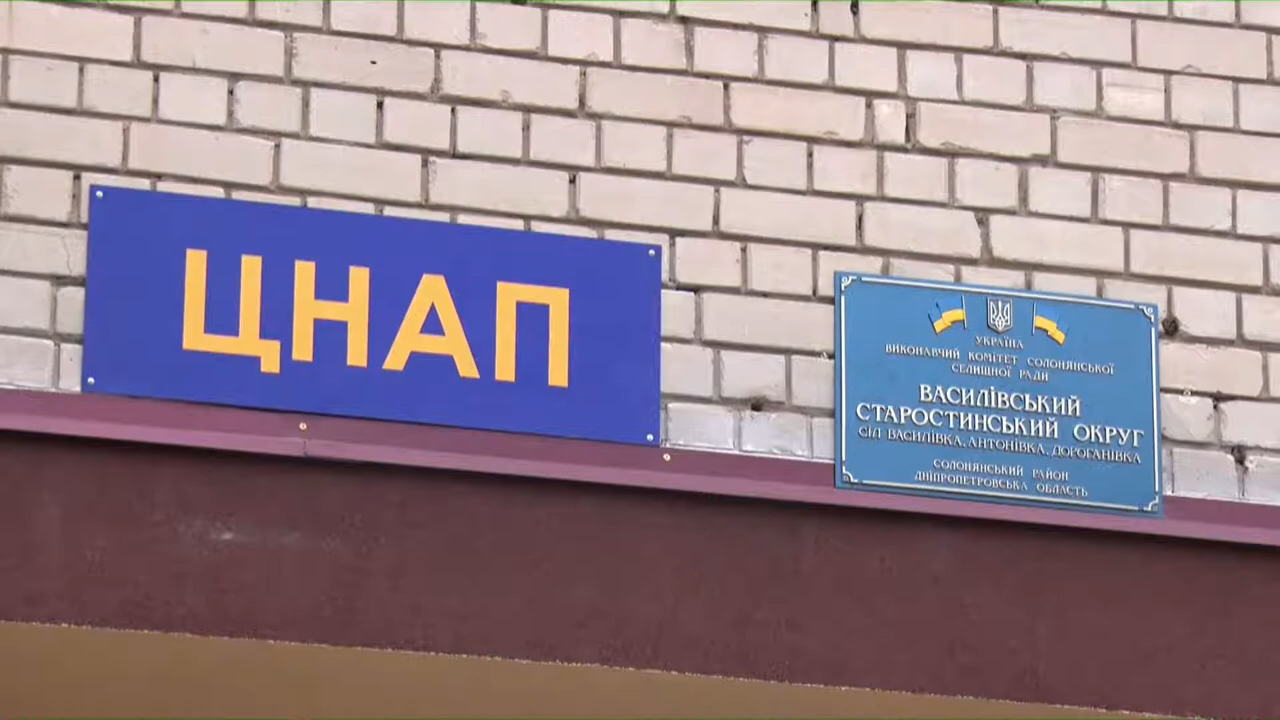 ЦНАП
УКРАЇНА
ВИКОНАВЧИЙ КОМІТЕТ СОЛОНЯНСЬКОЇ
СЕЛИЩНОЇ РАДИ
ВАСИЛІВСЬКИЙ
СТАРОСТИНСЬКИЙ ОКРУГ
СІЛ ВАСИЛІВКА, АНТОНІВКА, ДОРОГАНІВКА
СОЛОНЯНСЬКИЙ РАЙОН
ДНІПРОПЕТРОВСЬКА ОБЛАСТЬ